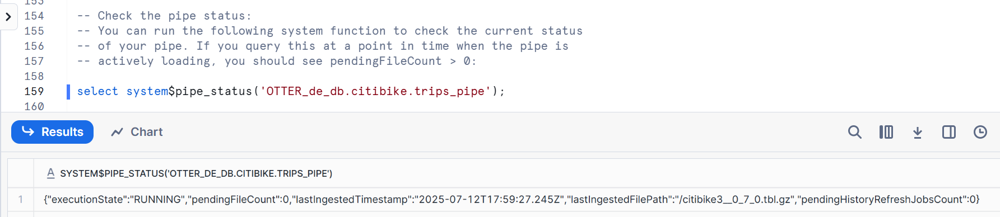 153
154 -- Check the pipe status:
155 -- You can run the following system function to check the current status
156 -- of your pipe. If you query this at a point in time when the pipe is
157 -- actively loading, you should see pendingFileCount > 0:
158
159 select system$pipe_status('OTTER_de_db.citibike.trips_pipe');
160
Results Chart
A SYSTEM$PIPE_STATUS('OTTER_DE_DB.CITIBIKE.TRIPS_PIPE')
1 {"executionState":"RUNNING","pendingFileCount":0,"lastIngestedTimestamp":"2025-07-12T17:59:27.245Z","lastIngestedFilePath":"/citibike3__0_7_0.tbl.gz","pendingHistoryRefreshJobsCount":0}